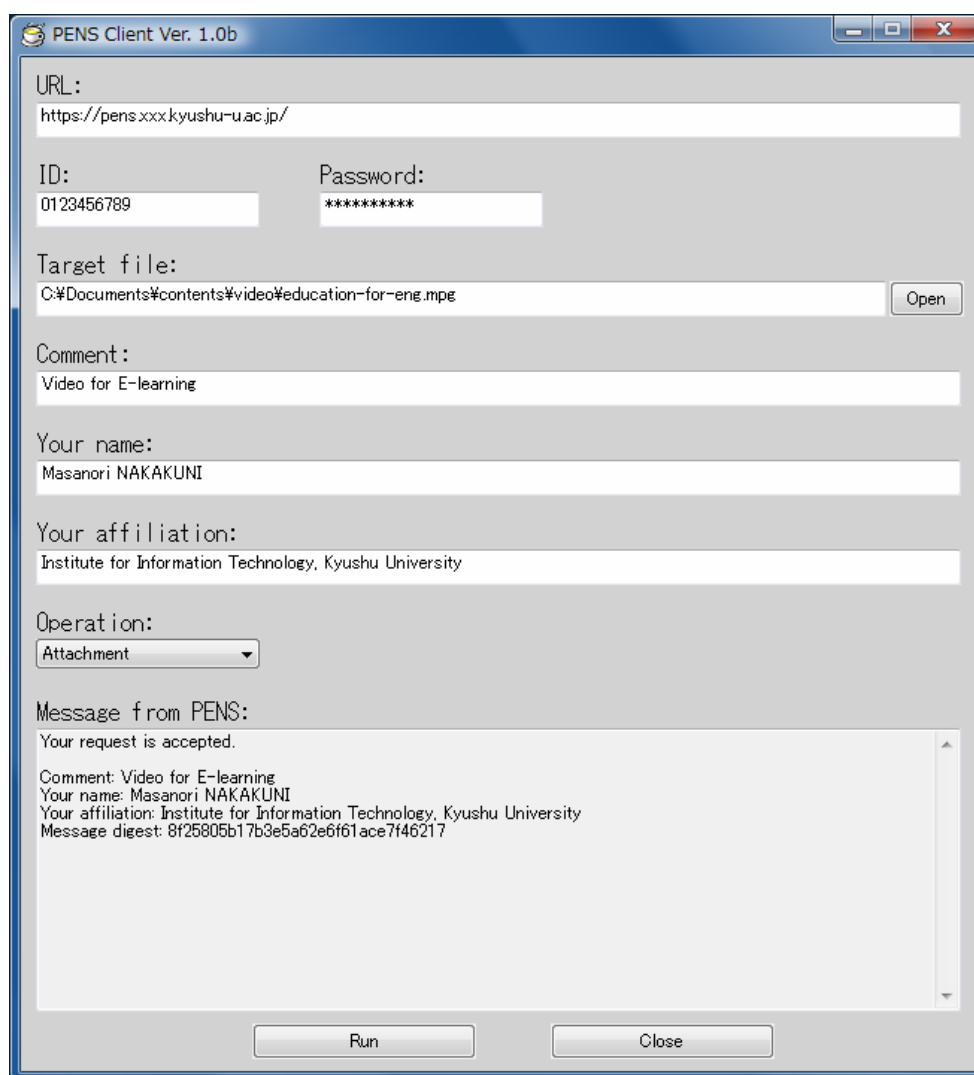 PENS Client Ver. 1.0b
URL:
https://pens.xxx.kyushu-u.ac.jp/
ID: Password:
0123456789 **********
Target file:
C:¥Documents¥contents¥video¥education-for-eng.mpg Open
Comment:
Video for E-learning
Your name:
Masanori NAKAKUNI
Your affiliation:
Institute for Information Technology, Kyushu University
Operation:
Attachment
Message from PENS:
Your request is accepted.
Comment: Video for E-learning
Your name: Masanori NAKAKUNI
Your affiliation: Institute for Information Technology, Kyushu University
Message digest: 8f25805b17b3e5a62e6f61ace7f46217
Run Close